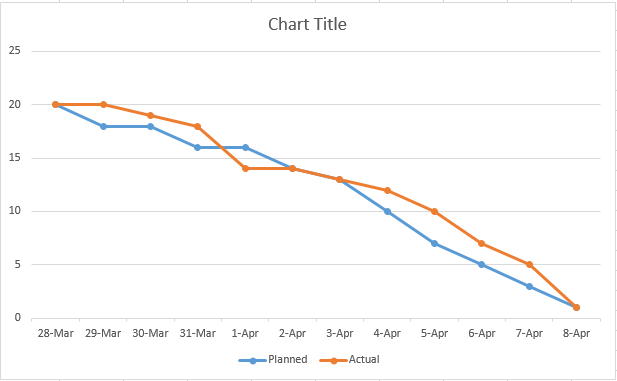 Chart Title
25
20
15
10
5
0
28-Mar 29-Mar 30-Mar 31-Mar 1-Apr 2-Apr 3-Apr 4-Apr 5-Apr 6-Apr 7-Apr 8-Apr
Planned Actual